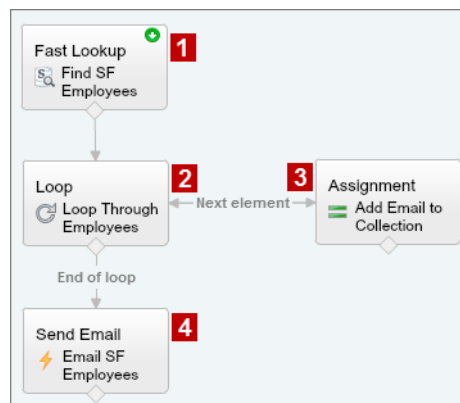 Fast Lookup
1
Find SF
Employees
Loop
2
Loop Through
Employees
Next element
3
Assignment
Add Email to
Collection
End of loop
Send Email
4
Email SF
Employees